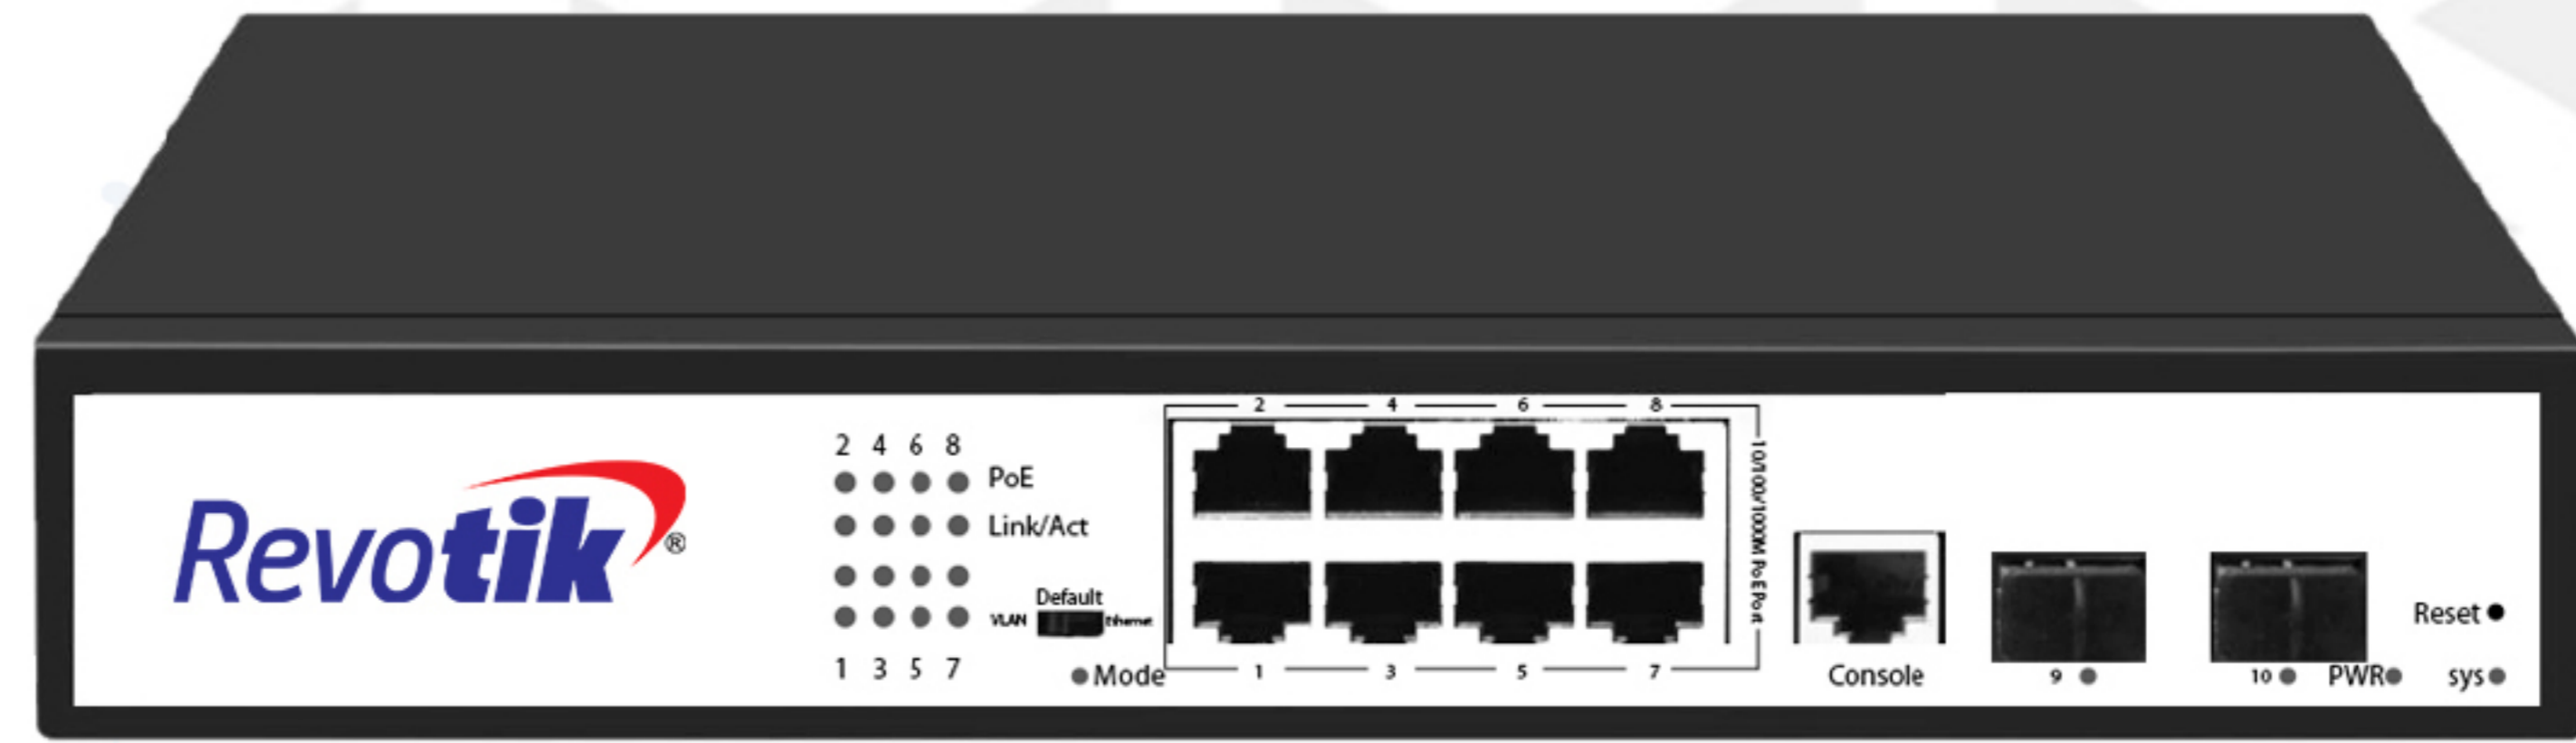 Revotik®
2 4 6 8
PoE
Link/Act
Default
VLAN
Ethernet
1 3 5 7
Mode
2 4 6 8
10/100/1000M PoE Port
1 3 5 7
Console
9
10
PWR
Reset
sys